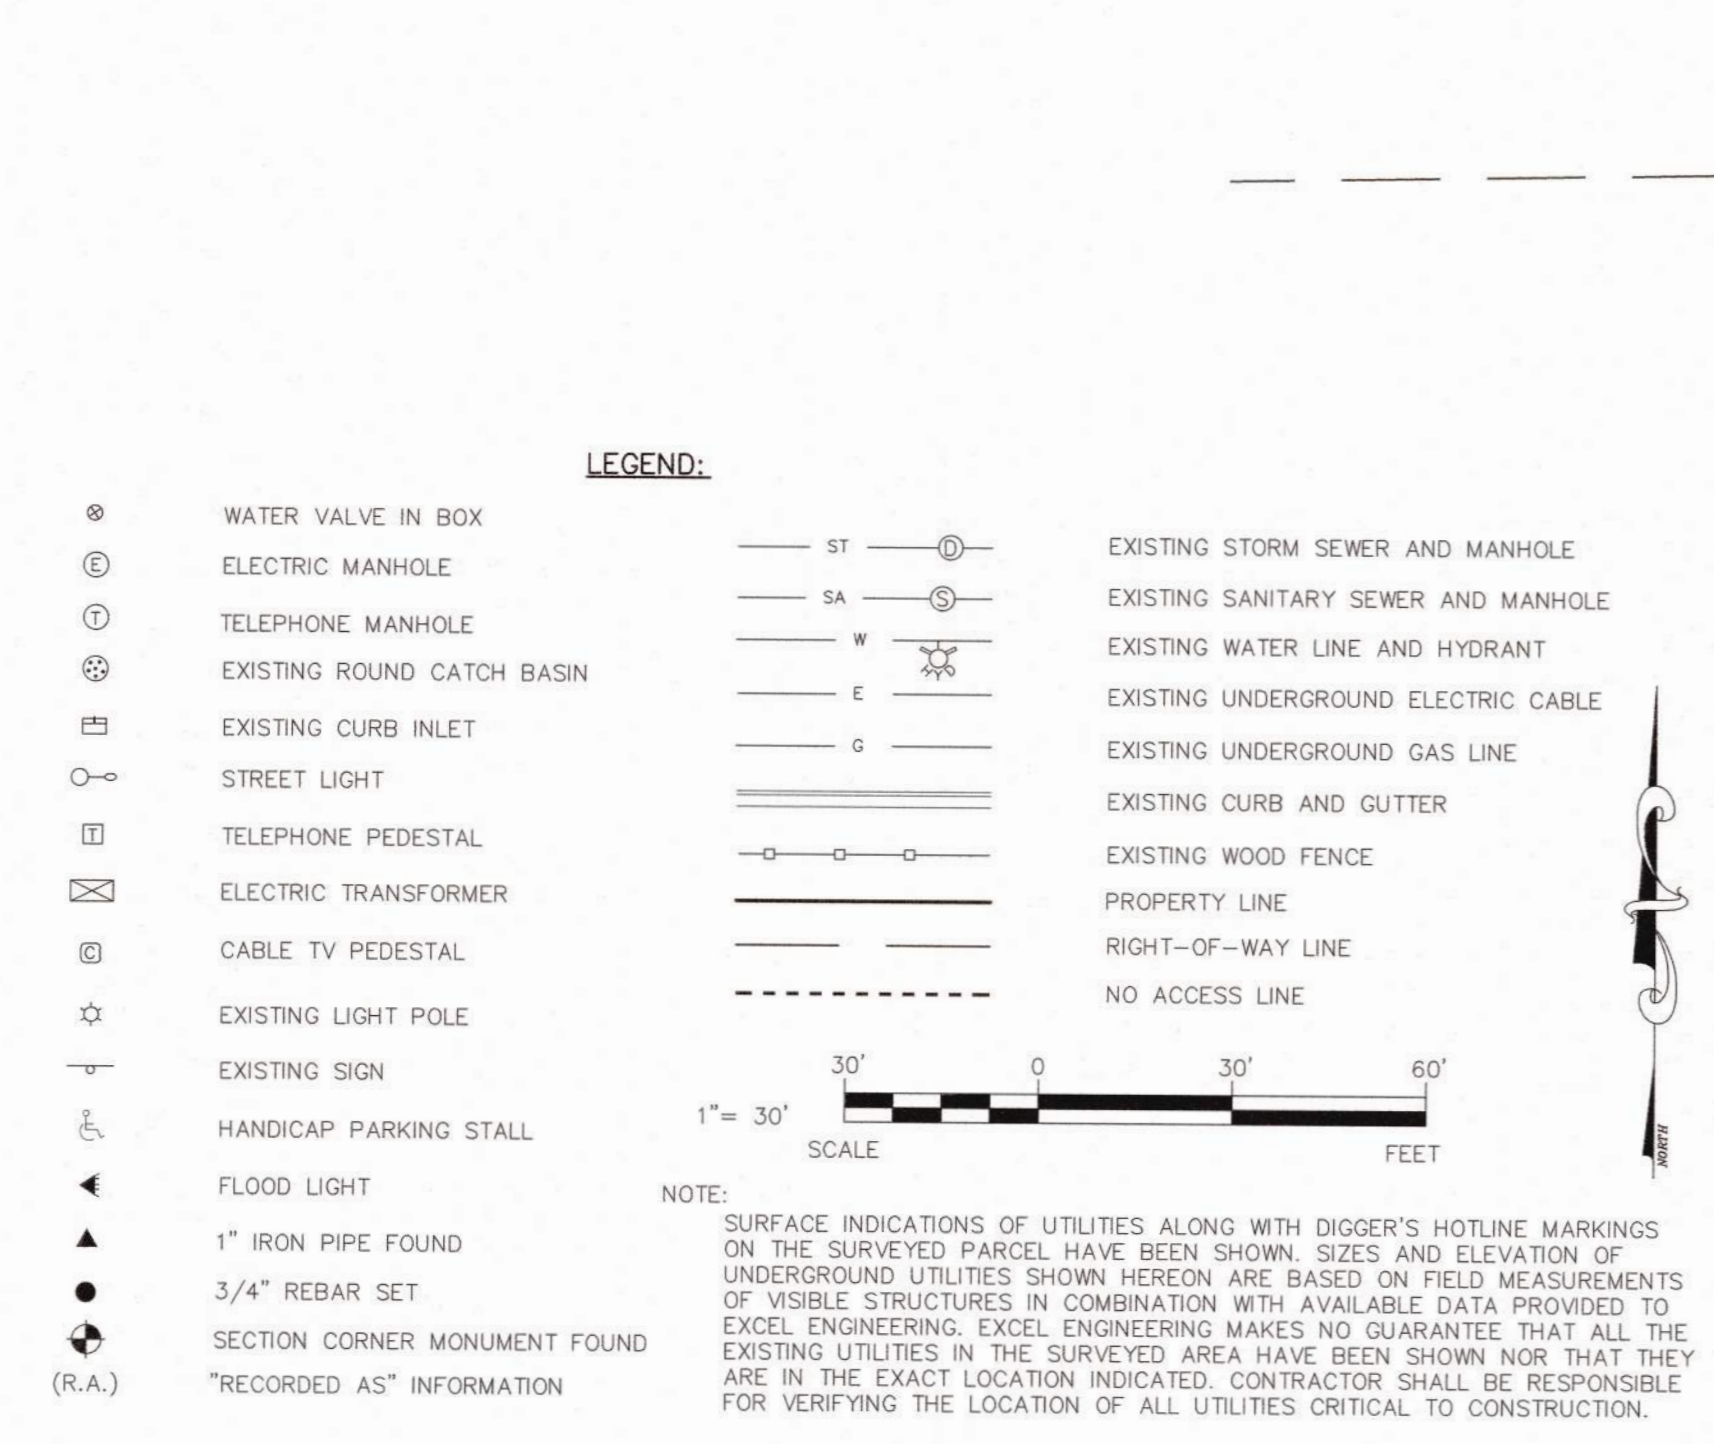 LEGEND:
WATER VALVE IN BOX
E ELECTRIC MANHOLE
T TELEPHONE MANHOLE
EXISTING ROUND CATCH BASIN
EXISTING CURB INLET
STREET LIGHT
T TELEPHONE PEDESTAL
ELECTRIC TRANSFORMER
C CABLE TV PEDESTAL
EXISTING LIGHT POLE
EXISTING SIGN
HANDICAP PARKING STALL
FLOOD LIGHT
1" IRON PIPE FOUND
3/4" REBAR SET
SECTION CORNER MONUMENT FOUND
(R.A.) "RECORDED AS" INFORMATION
ST D EXISTING STORM SEWER AND MANHOLE
SA S EXISTING SANITARY SEWER AND MANHOLE
W EXISTING WATER LINE AND HYDRANT
HYD
E EXISTING UNDERGROUND ELECTRIC CABLE
G EXISTING UNDERGROUND GAS LINE
EXISTING CURB AND GUTTER
EXISTING WOOD FENCE
PROPERTY LINE
RIGHT-OF-WAY LINE
NO ACCESS LINE
30' 0 30' 60'
1"= 30'
SCALE FEET
NORTH
NOTE:
SURFACE INDICATIONS OF UTILITIES ALONG WITH DIGGER'S HOTLINE MARKINGS
ON THE SURVEYED PARCEL HAVE BEEN SHOWN. SIZES AND ELEVATION OF
UNDERGROUND UTILITIES SHOWN HEREON ARE BASED ON FIELD MEASUREMENTS
OF VISIBLE STRUCTURES IN COMBINATION WITH AVAILABLE DATA PROVIDED TO
EXCEL ENGINEERING. EXCEL ENGINEERING MAKES NO GUARANTEE THAT ALL THE
EXISTING UTILITIES IN THE SURVEYED AREA HAVE BEEN SHOWN NOR THAT THEY
ARE IN THE EXACT LOCATION INDICATED. CONTRACTOR SHALL BE RESPONSIBLE
FOR VERIFYING THE LOCATION OF ALL UTILITIES CRITICAL TO CONSTRUCTION.